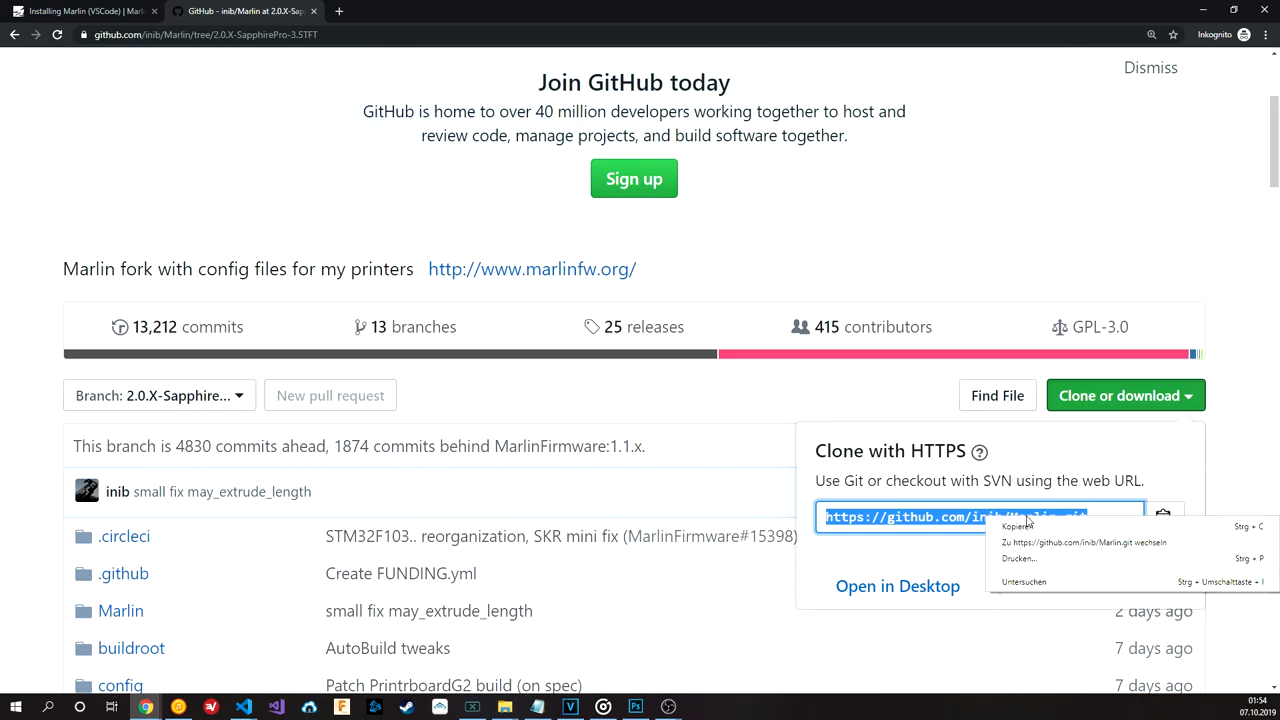 Installing Marlin (VSCode) | Marl
GitHub - inib/Marlin at 2.0.X-Sap
github.com/inib/Marlin/tree/2.0.X-SapphirePro-3.5TFT
Inkognito
Join GitHub today
Dismiss
GitHub is home to over 40 million developers working together to host and
review code, manage projects, and build software together.
Sign up
Marlin fork with config files for my printers http://www.marlinfw.org/
13,212 commits
13 branches
25 releases
415 contributors
GPL-3.0
Branch: 2.0.X-Sapphire...
New pull request
Find File
Clone or download
This branch is 4830 commits ahead, 1874 commits behind MarlinFirmware:1.1.x.
Clone with HTTPS
Use Git or checkout with SVN using the web URL.
inib small fix may_extrude_length
https://github.com/inib/Marlin.git
Kopieren Strg + C
Zu https://github.com/inib/Marlin.git wechseln
Drucken... Strg + P
Untersuchen Strg + Umschalttaste + I
Open in Desktop
.circleci STM32F103.. reorganization, SKR mini fix (MarlinFirmware#15398)
.github Create FUNDING.yml
Marlin small fix may_extrude_length 2 days ago
buildroot AutoBuild tweaks 7 days ago
config Patch PrintrboardG2 build (on spec) 7 days ago
01:54
07.10.2019